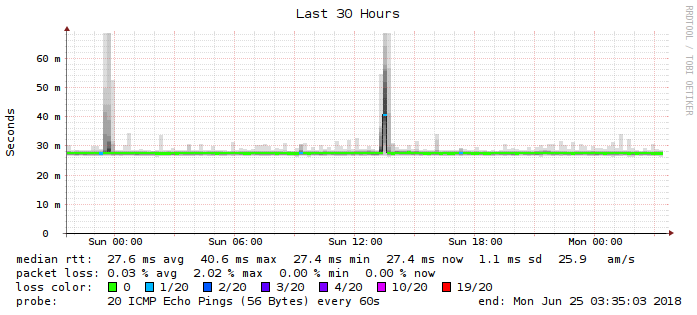 Last 30 Hours
RRDTOOL / TOBI OETIKER
Seconds
60 m
50 m
40 m
30 m
20 m
10 m
0
Sun 00:00 Sun 06:00 Sun 12:00 Sun 18:00 Mon 00:00
median rtt: 27.6 ms avg 40.6 ms max 27.4 ms min 27.4 ms now 1.1 ms sd 25.9 am/s
packet loss: 0.03 % avg 2.02 % max 0.00 % min 0.00 % now
loss color: 0 1/20 2/20 3/20 4/20 10/20 19/20
probe: 20 ICMP Echo Pings (56 Bytes) every 60s end: Mon Jun 25 03:35:03 2018